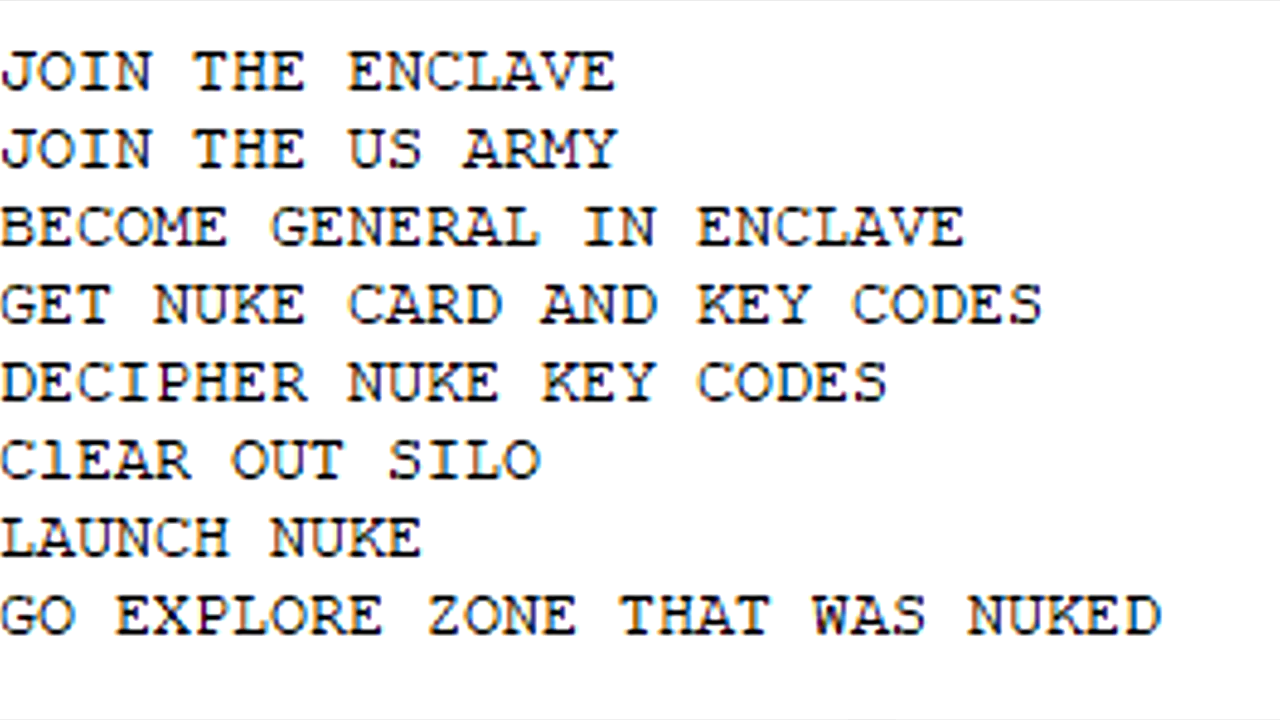 JOIN THE ENCLAVE
JOIN THE US ARMY
BECOME GENERAL IN ENCLAVE
GET NUKE CARD AND KEY CODES
DECIPHER NUKE KEY CODES
ClEAR OUT SILO
LAUNCH NUKE
GO EXPLORE ZONE THAT WAS NUKED